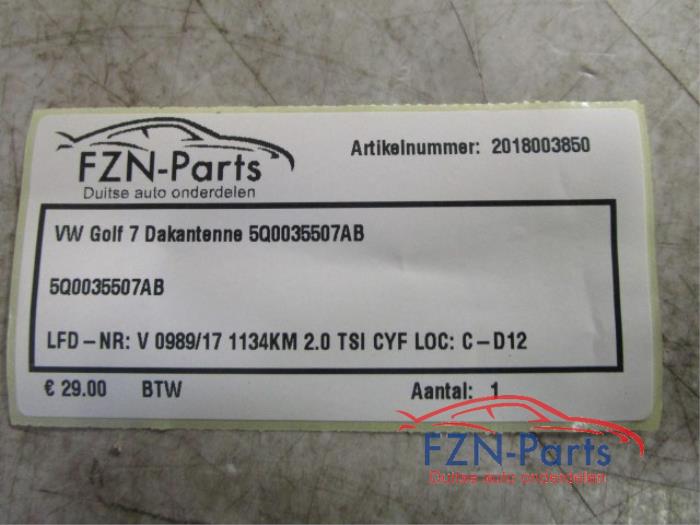 FZN-Parts
Duitse auto onderdelen
Artikelnummer: 2018003850
VW Golf 7 Dakantenne 5Q0035507AB
5Q0035507AB
LFD-NR: V 0989/17 1134KM 2.0 TSI CYF LOC: C-D12
€ 29.00 BTW Aantal: 1
FZN-Parts
Duitse auto onderdelen